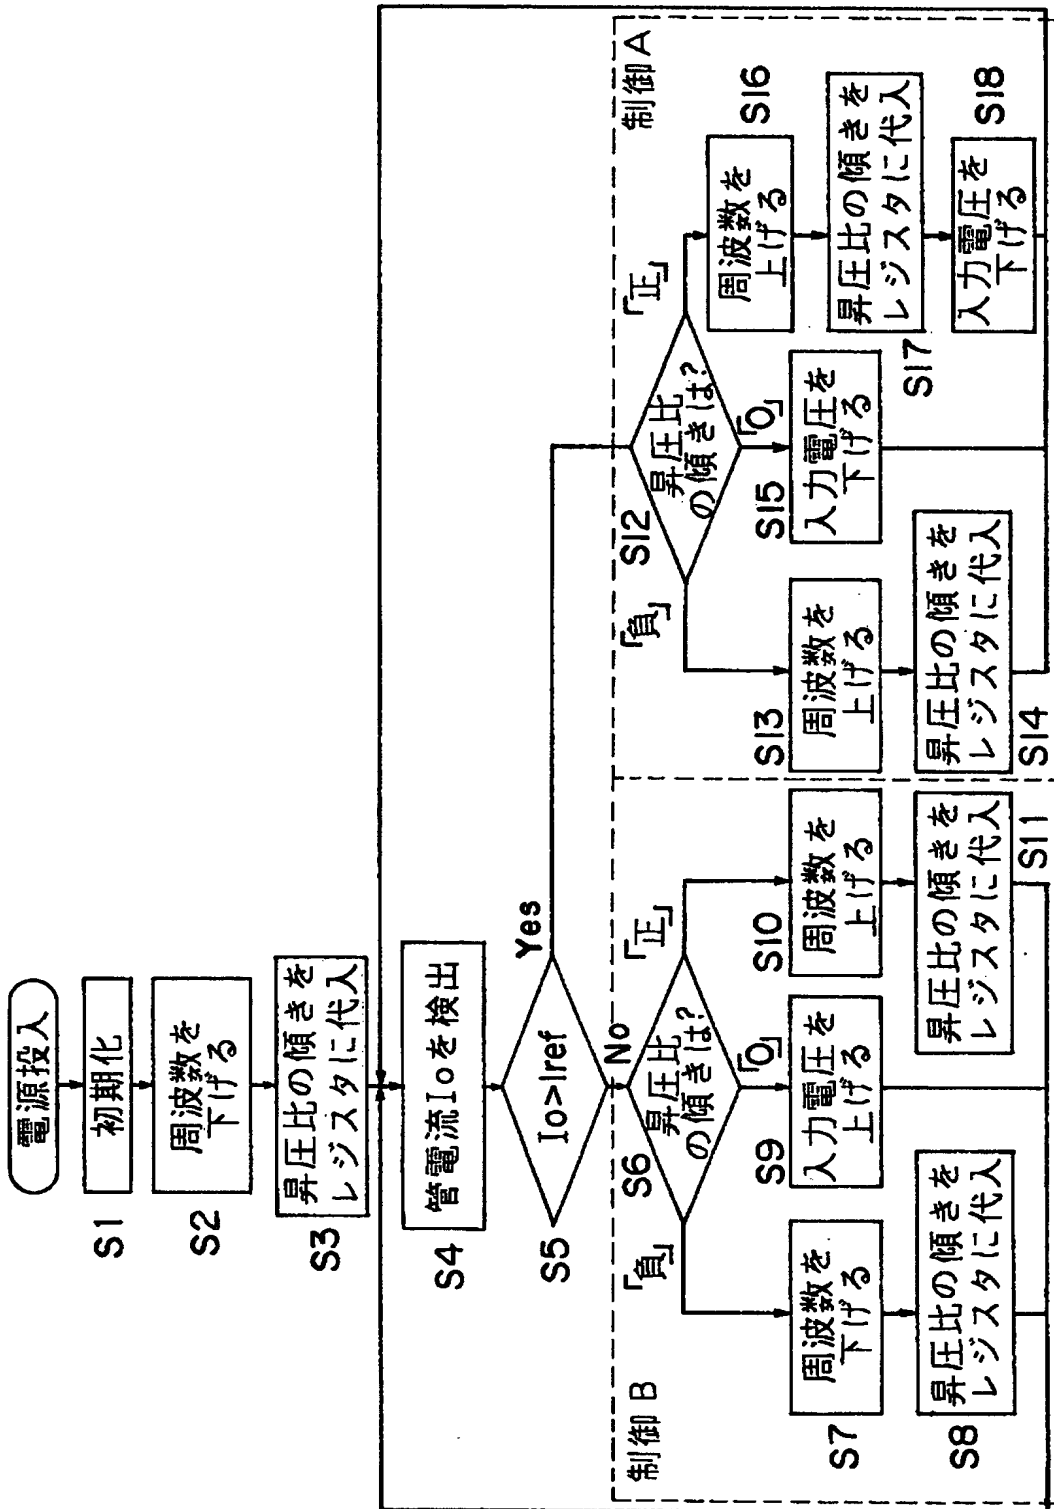 電源投入
初期化
S1
周波数を
下げる
S2
昇圧比の傾きを
レジスタに代入
S3
管電流Ioを検出
S4
Io>Iref
S5
Yes
No
制御 B
昇圧比
の傾きは?
S6
「負」
「0」
「正」
周波数を
下げる
S7
昇圧比の傾きを
レジスタに代入
S8
入力電圧を
上げる
S9
周波数を
上げる
S10
昇圧比の傾きを
レジスタに代入
S11
制御 A
昇圧比
の傾きは?
S12
「負」
「0」
「正」
周波数を
上げる
S13
昇圧比の傾きを
レジスタに代入
S14
入力電圧を
下げる
S15
周波数を
上げる
S16
昇圧比の傾きを
レジスタに代入
S17
入力電圧を
下げる
S18